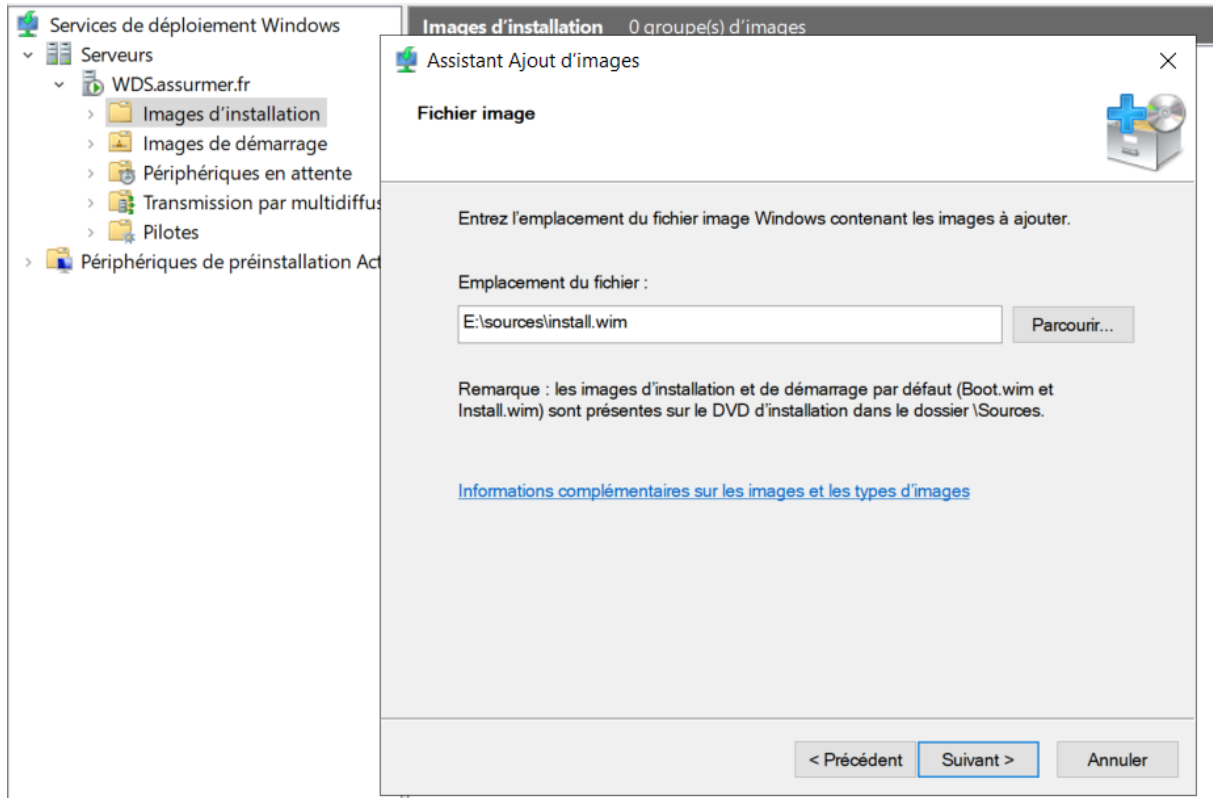 Services de déploiement Windows
Serveurs
WDS.assurmer.fr
Images d'installation
Images de démarrage
Périphériques en attente
Transmission par multidiffus
Pilotes
Périphériques de préinstallation Act
Images d'installation 0 groupe(s) d'images
Assistant Ajout d'images
Fichier image
Entrez l'emplacement du fichier image Windows contenant les images à ajouter.
Emplacement du fichier :
E:\sources\install.wim
Parcourir...
Remarque : les images d'installation et de démarrage par défaut (Boot.wim et
Install.wim) sont présentes sur le DVD d'installation dans le dossier \Sources.
Informations complémentaires sur les images et les types d'images
< Précédent
Suivant >
Annuler